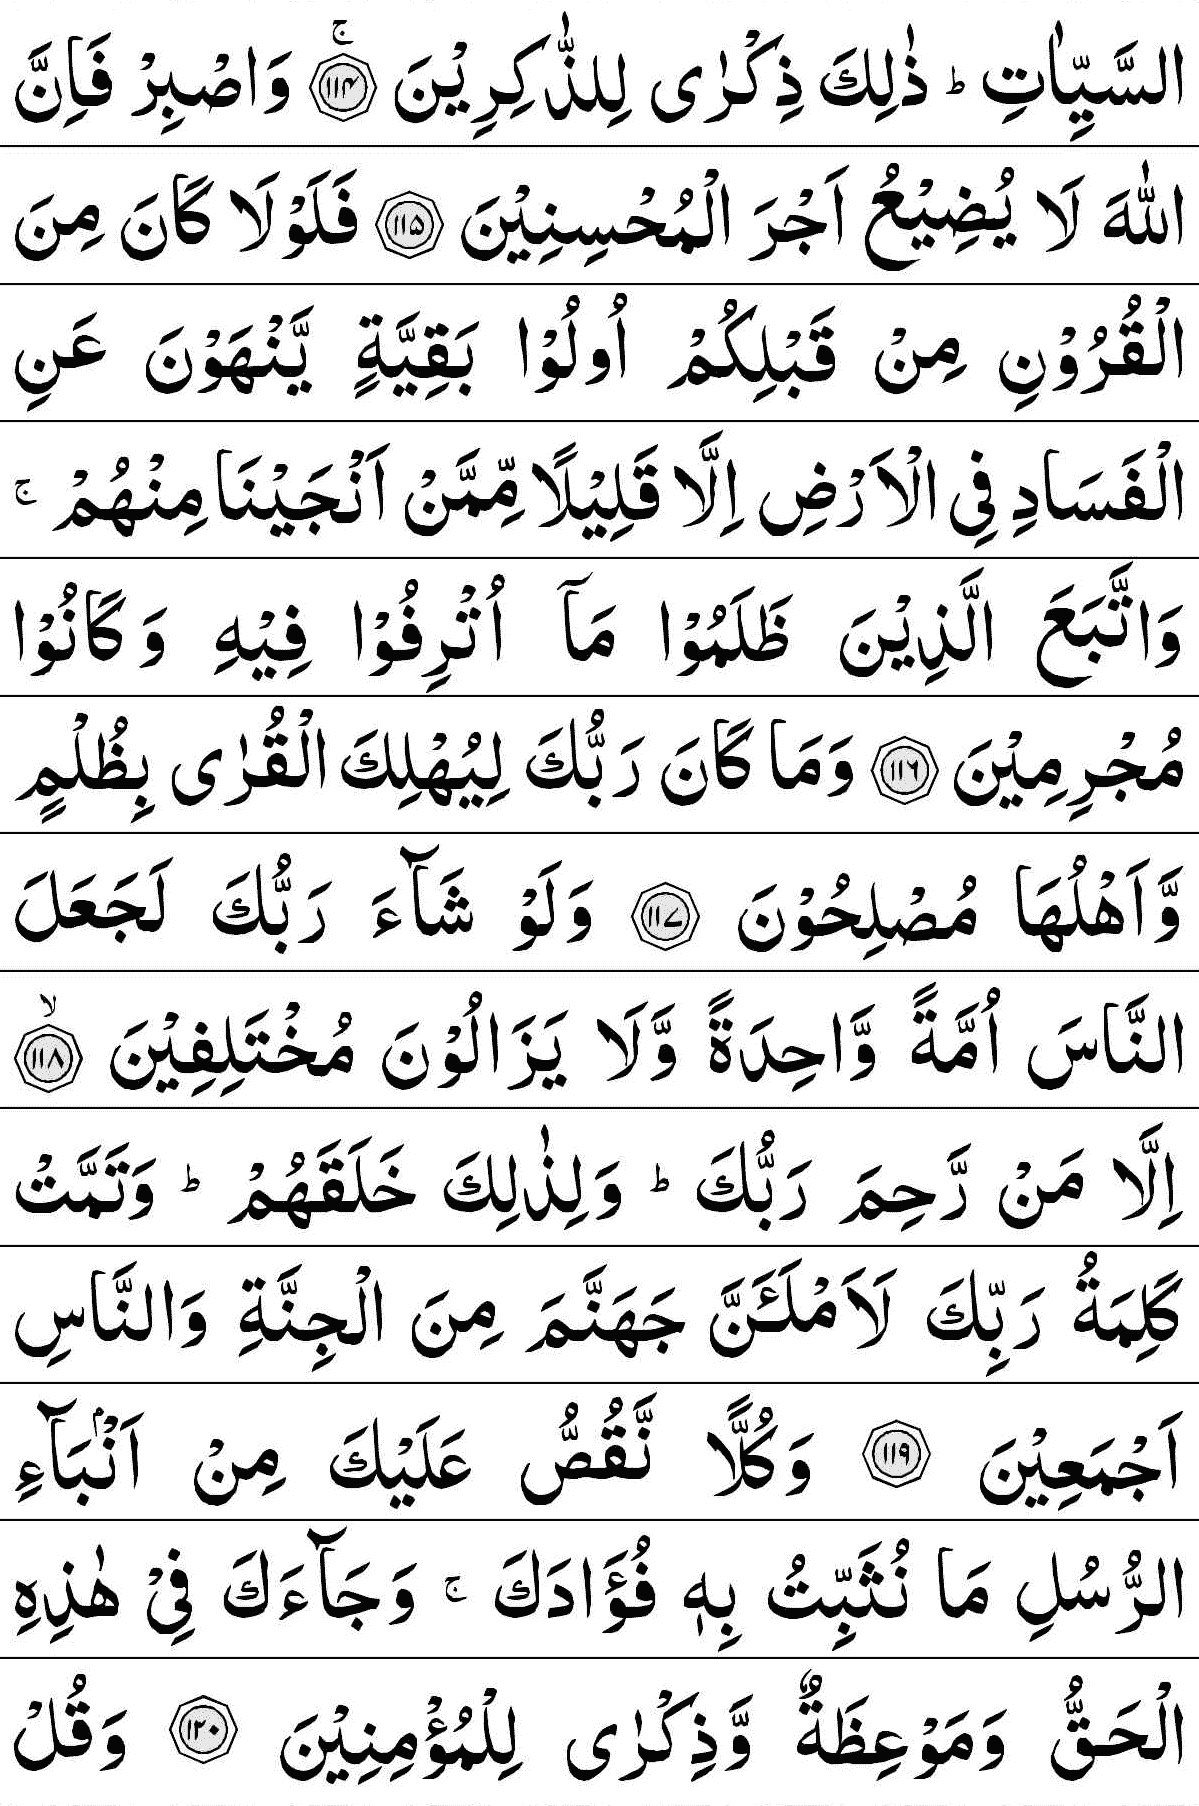 السَّيِّاٰتِ ؕ ذٰلِكَ ذِكْرٰى لِلذّٰكِرِيْنَ ۚ‏﴿۱۱۴﴾ وَاصْبِرْ فَاِنَّ
اللّٰهَ لَا يُضِيْعُ اَجْرَ الْمُحْسِنِيْنَ ﴿۱۱۵﴾ فَلَوْلَا كَانَ مِنَ
الْقُرُوْنِ مِنْ قَبْلِكُمْ اُولُوْا بَقِيَّةٍ يَّنْهَوْنَ عَنِ
الْفَسَادِ فِى الْاَرْضِ اِلَّا قَلِيْلًا مِّمَّنْ اَنْجَيْنَا مِنْهُمْ ۚ
وَاتَّبَعَ الَّذِيْنَ ظَلَمُوْا مَاۤ اُتْرِفُوْا فِيْهِ وَكَانُوْا
مُجْرِمِيْنَ ﴿۱۱۶﴾ وَمَا كَانَ رَبُّكَ لِيُهْلِكَ الْقُرٰى بِظُلْمٍ
وَّاَهْلُهَا مُصْلِحُوْنَ ﴿۱۱۷﴾ وَلَوْ شَآءَ رَبُّكَ لَجَعَلَ
النَّاسَ اُمَّةً وَّاحِدَةً وَّلَا يَزَالُوْنَ مُخْتَلِفِيْنَ ۙ‏﴿۱۱۸﴾
اِلَّا مَنْ رَّحِمَ رَبُّكَ ؕ وَلِذٰلِكَ خَلَقَهُمْ ؕ وَتَمَّتْ
كَلِمَةُ رَبِّكَ لَاَمْلَـَٔنَّ جَهَنَّمَ مِنَ الْجِنَّةِ وَالنَّاسِ
اَجْمَعِيْنَ ﴿۱۱۹﴾ وَكُلًّا نَّقُصُّ عَلَيْكَ مِنْ اَنْۢبَآءِ
الرُّسُلِ مَا نُثَبِّتُ بِهٖ فُؤَادَكَ ۚ وَجَآءَكَ فِىْ هٰذِهِ
الْحَقُّ وَمَوْعِظَةٌ وَّذِكْرٰى لِلْمُؤْمِنِيْنَ ﴿۱۲۰﴾ وَقُلْ